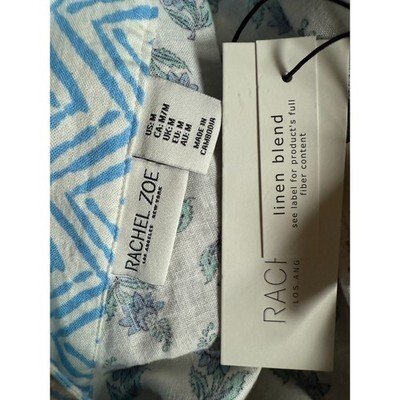 US: M
CA: M/M
UK: M
EU: M
AU: M
MADE IN
CAMBODIA
RACHEL ZOE
LOS ANGELES NEW YORK
linen blend
see label for product's full
fiber content
RACH
LOS ANG